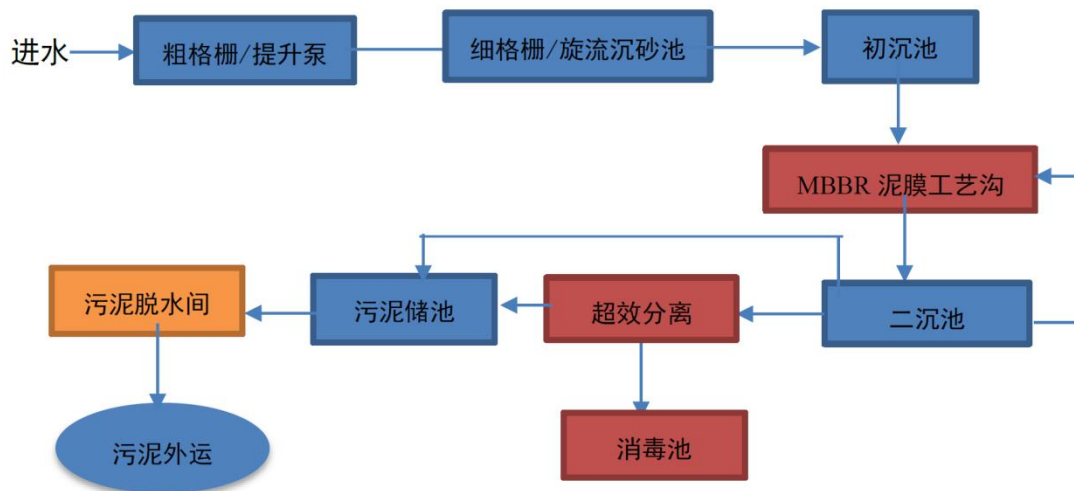 进水
粗格栅/提升泵
细格栅/旋流沉砂池
初沉池
MBBR 泥膜工艺沟
污泥脱水间
污泥储池
超效分离
二沉池
污泥外运
消毒池